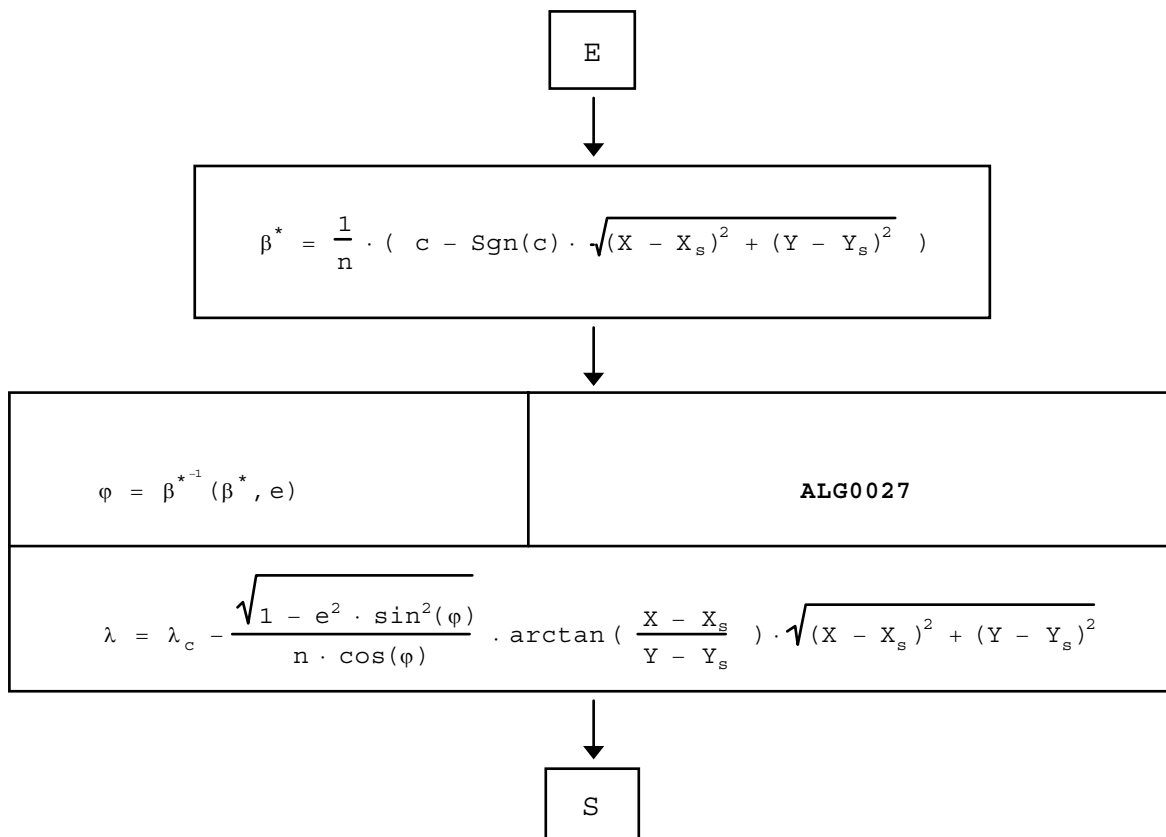 E
β* = 1/n · ( c – Sgn(c) · √((X – Xₛ)² + (Y – Yₛ)²) )
φ = β*⁻¹(β*, e)
ALG0027
λ = λ_c – √(1 – e² · sin²(φ)) / (n · cos(φ)) · arctan( (X – Xₛ)/(Y – Yₛ) ) · √((X – Xₛ)² + (Y – Yₛ)²)
S